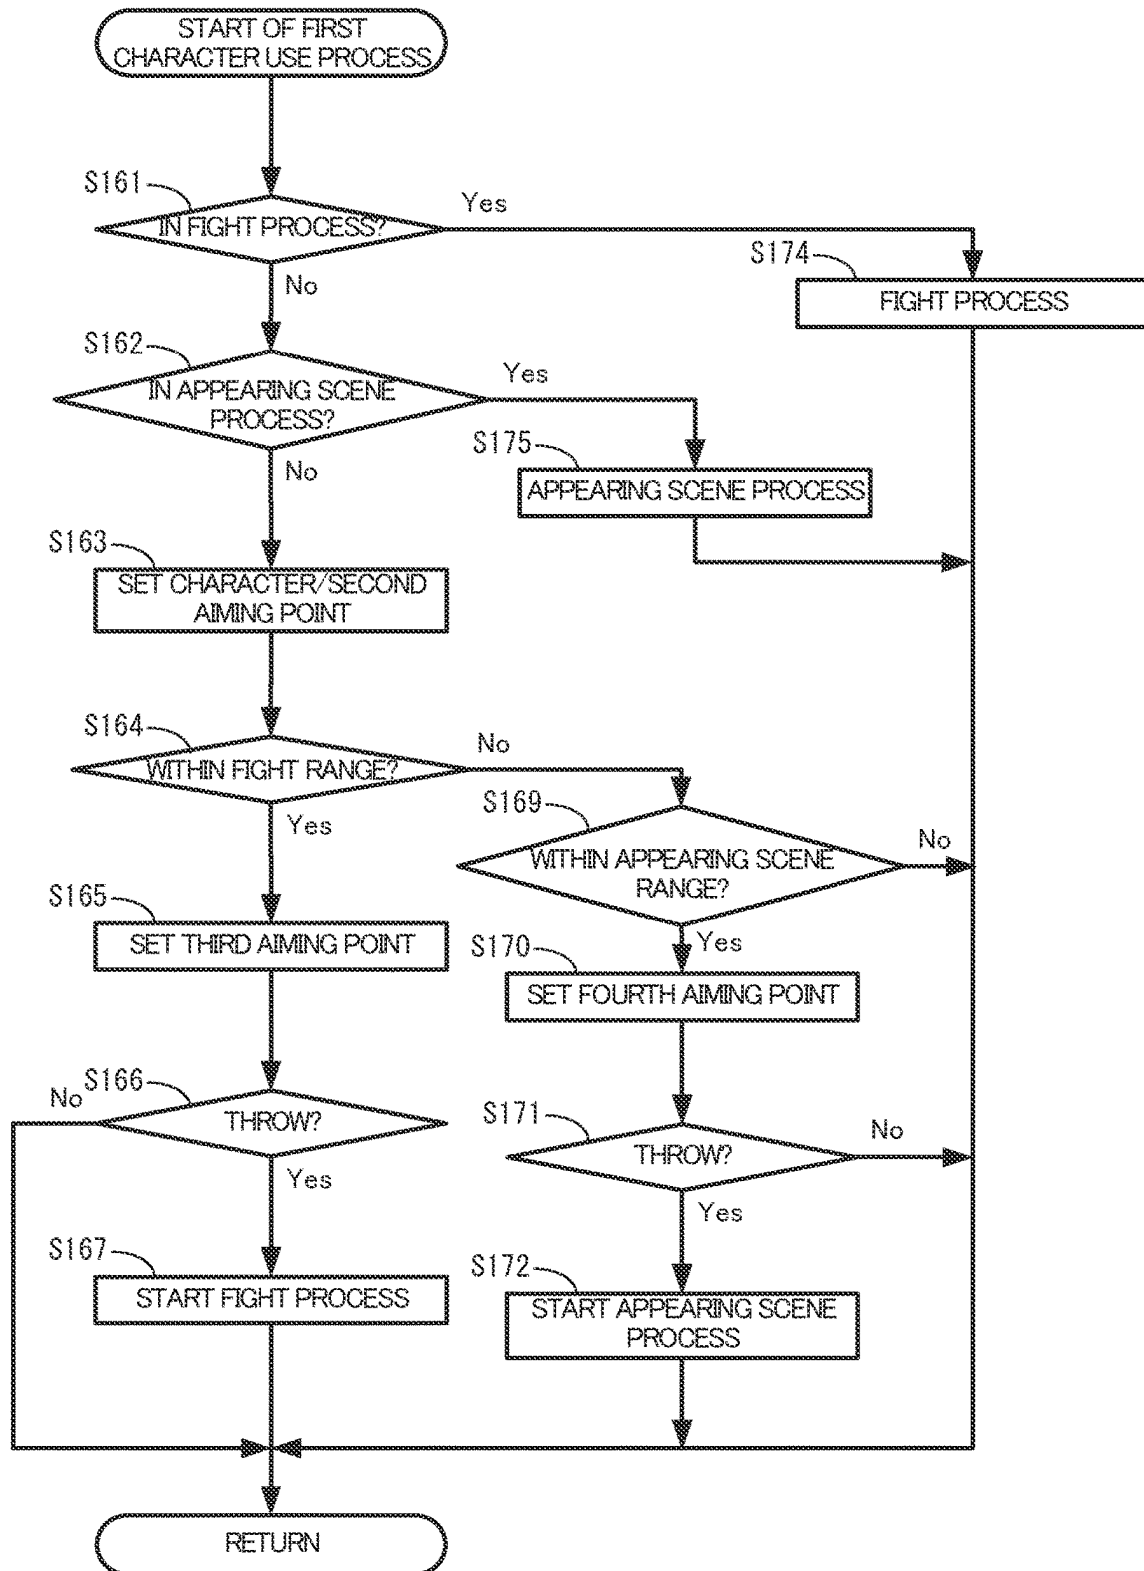 START OF FIRST
CHARACTER USE PROCESS
S161
IN FIGHT PROCESS?
Yes
No
S174
FIGHT PROCESS
S162
IN APPEARING SCENE
PROCESS?
Yes
No
S175
APPEARING SCENE PROCESS
S163
SET CHARACTER/SECOND
AIMING POINT
S164
WITHIN FIGHT RANGE?
No
Yes
S169
WITHIN APPEARING SCENE
RANGE?
No
Yes
S165
SET THIRD AIMING POINT
S170
SET FOURTH AIMING POINT
S166
No
THROW?
Yes
S171
THROW?
No
Yes
S167
START FIGHT PROCESS
S172
START APPEARING SCENE
PROCESS
RETURN